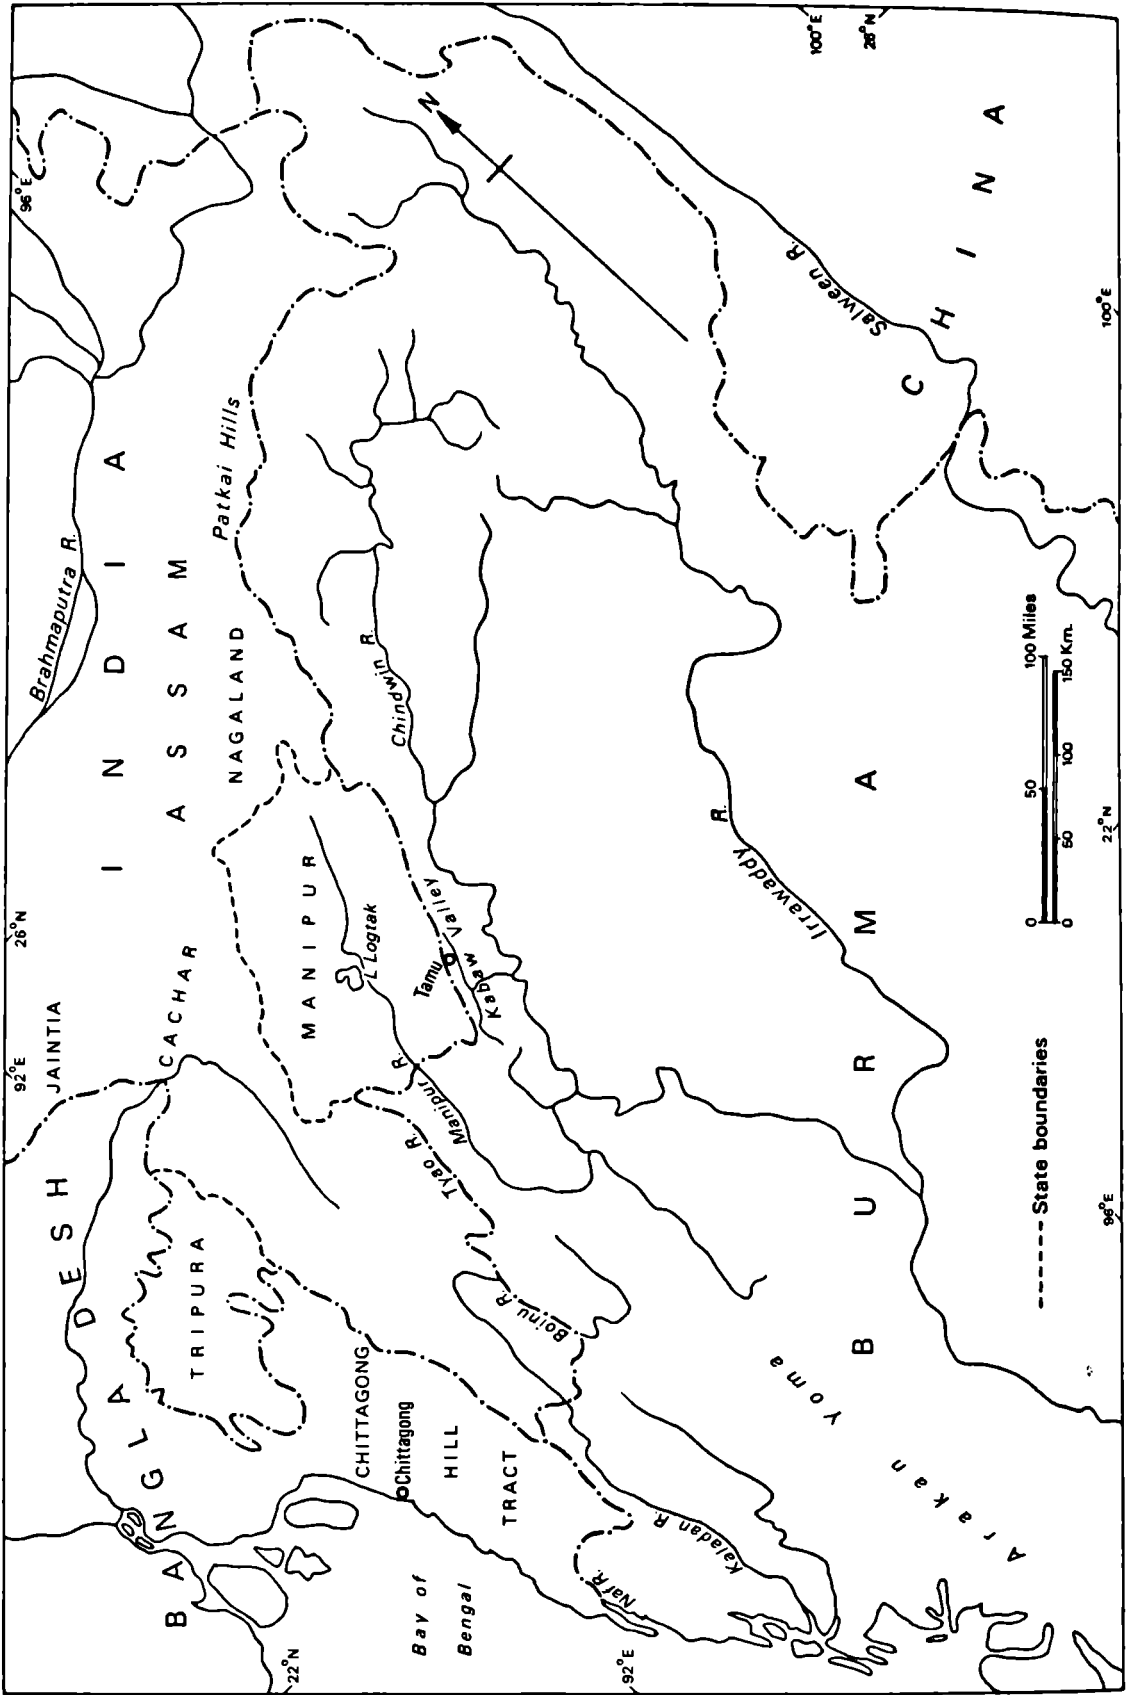 92°E
26°N
96°E
Brahmaputra R.
JAINTIA
BANGLA DESH
INDIA
CACHAR
ASSAM
TRIPURA
NAGALAND
Patkai Hills
22°N
MANIPUR
L Logtak
CHITTAGONG
Chittagong
HILL
TRACT
Bay of
Bengal
Manipur R.
Tyao R.
Tamu
Kabaw Valley
Chindwin R.
N
Boinu R.
Naf R.
Kaladan R.
92°E
Irrawaddy R.
Salween R.
CHINA
BURMA
Arakan Yoma
100°E
28°N
State boundaries
0 50 100 Miles
0 50 100 150 Km.
96°E
22°N
100°E